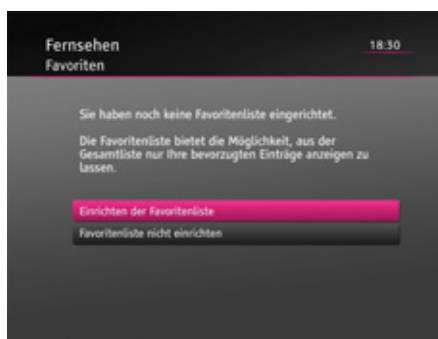 Fernsehen
18:30
Favoriten
Sie haben noch keine Favoritenliste eingerichtet.
Die Favoritenliste bietet die Möglichkeit, aus der
Gesamtliste nur Ihre bevorzugten Einträge anzeigen zu
lassen.
Einrichten der Favoritenliste
Favoritenliste nicht einrichten